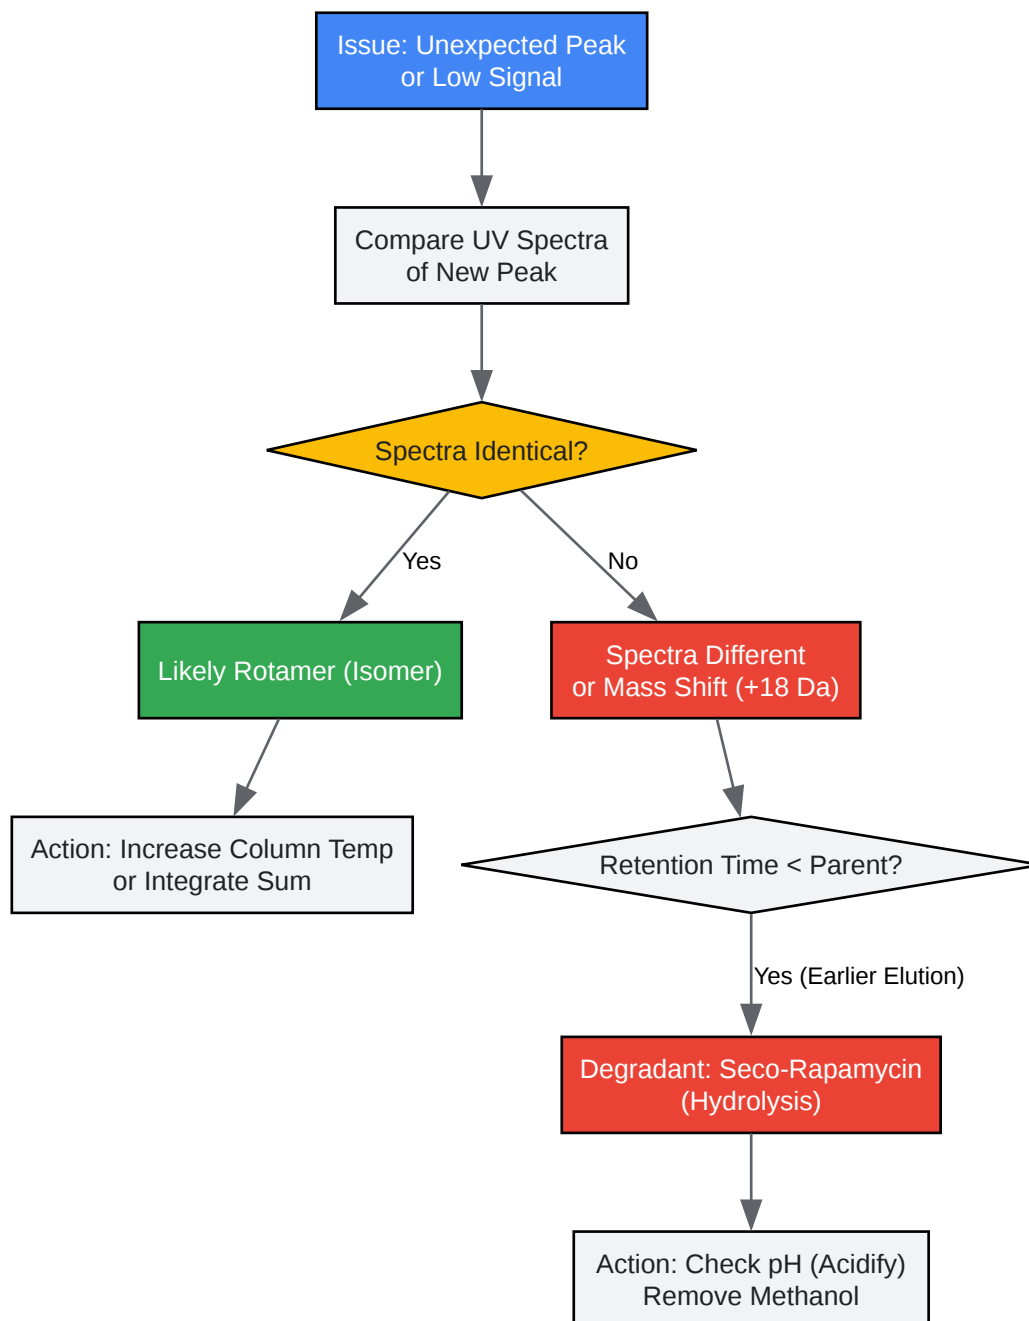 Issue: Unexpected Peak
or Low Signal
Compare UV Spectra
of New Peak
Spectra Identical?
Yes
No
Likely Rotamer (Isomer)
Spectra Different
or Mass Shift (+18 Da)
Action: Increase Column Temp
or Integrate Sum
Retention Time < Parent?
Yes (Earlier Elution)
Degradant: Seco-Rapamycin
(Hydrolysis)
Action: Check pH (Acidify)
Remove Methanol